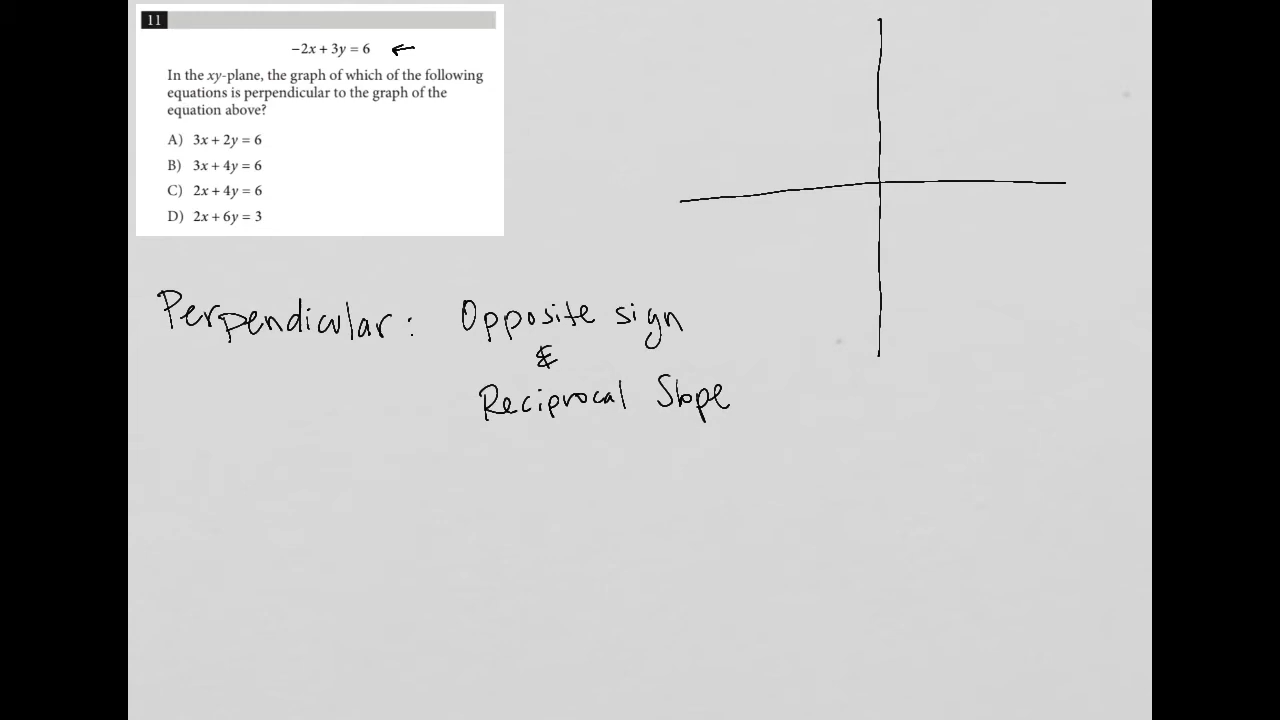 11
−2x + 3y = 6
In the xy-plane, the graph of which of the following
equations is perpendicular to the graph of the
equation above?
A) 3x + 2y = 6
B) 3x + 4y = 6
C) 2x + 4y = 6
D) 2x + 6y = 3
Perpendicular: Opposite sign
&
Reciprocal Slope